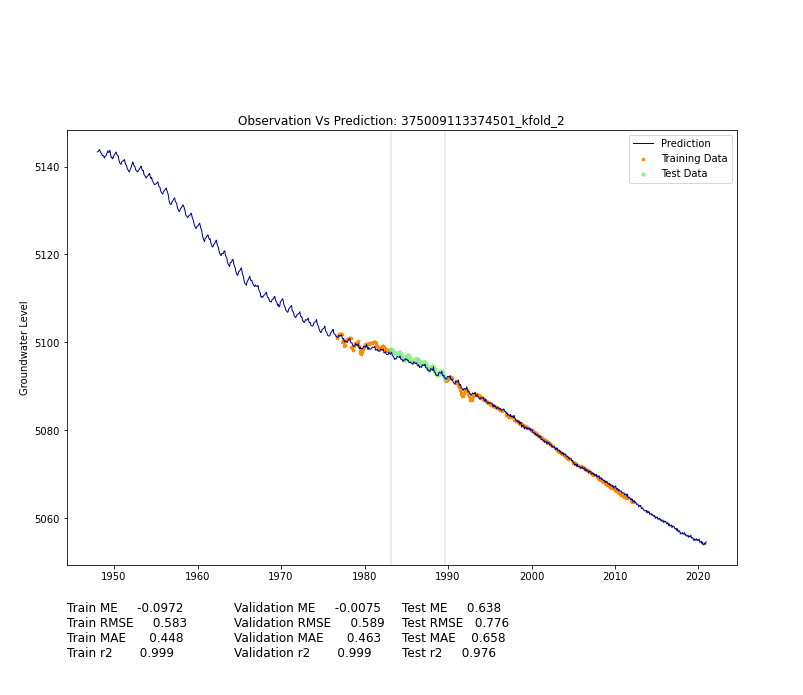 Observation Vs Prediction: 375009113374501_kfold_2
Prediction
Training Data
Test Data
Groundwater Level
5140
5120
5100
5080
5060
1950 1960 1970 1980 1990 2000 2010 2020
Train ME -0.0972 Validation ME -0.0075 Test ME 0.638
Train RMSE 0.583 Validation RMSE 0.589 Test RMSE 0.776
Train MAE 0.448 Validation MAE 0.463 Test MAE 0.658
Train r2 0.999 Validation r2 0.999 Test r2 0.976